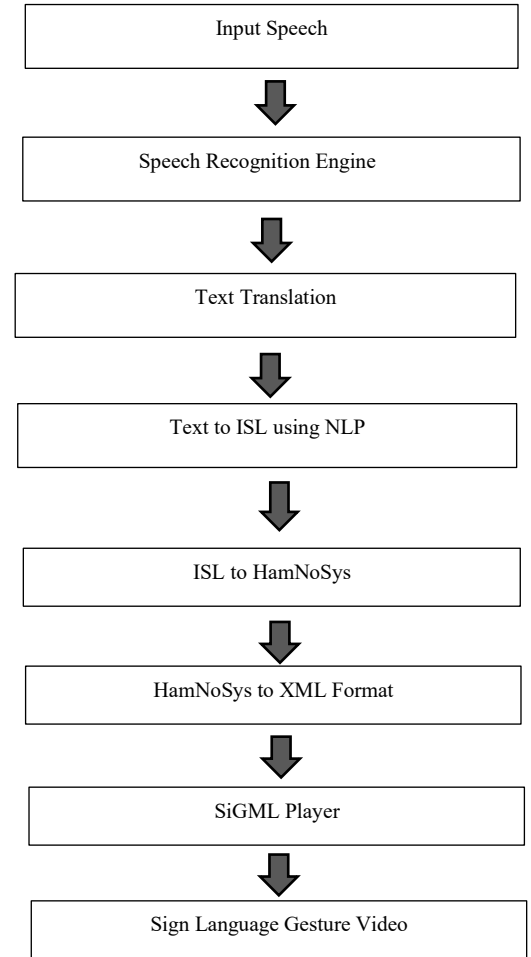 Input Speech
Speech Recognition Engine
Text Translation
Text to ISL using NLP
ISL to HamNoSys
HamNoSys to XML Format
SiGML Player
Sign Language Gesture Video